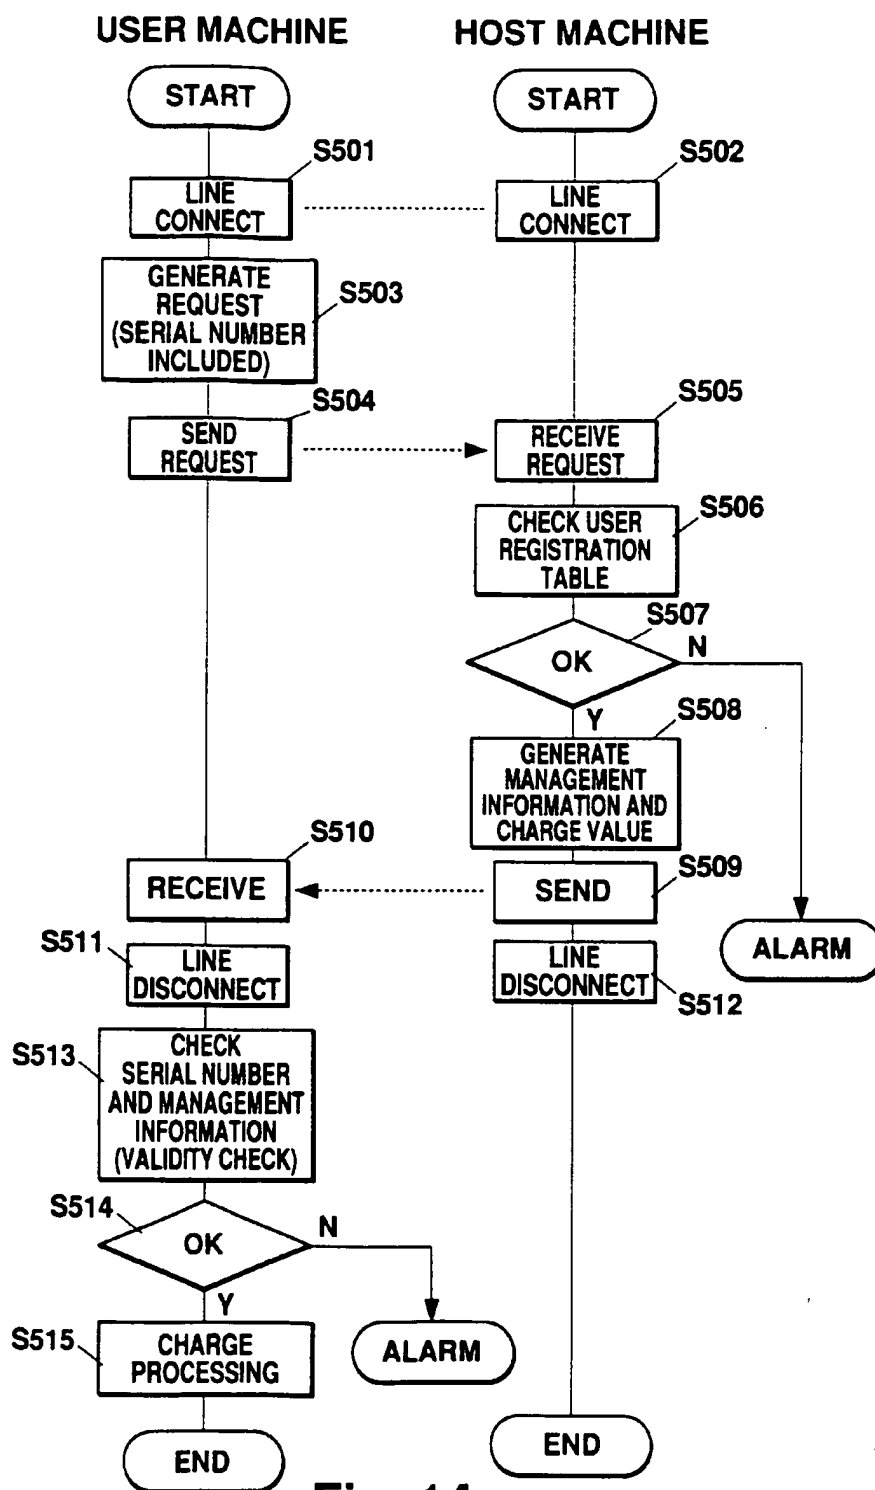 USER MACHINE
HOST MACHINE
START
START
S501
S502
LINE
CONNECT
LINE
CONNECT
GENERATE
REQUEST
(SERIAL NUMBER
INCLUDED)
S503
S504
S505
SEND
REQUEST
RECEIVE
REQUEST
S506
CHECK USER
REGISTRATION
TABLE
S507
OK
N
Y
S508
GENERATE
MANAGEMENT
INFORMATION AND
CHARGE VALUE
S510
S509
RECEIVE
SEND
ALARM
S511
LINE
DISCONNECT
LINE
DISCONNECT
S512
S513
CHECK
SERIAL NUMBER
AND MANAGEMENT
INFORMATION
(VALIDITY CHECK)
S514
OK
N
Y
S515
CHARGE
PROCESSING
ALARM
END
END